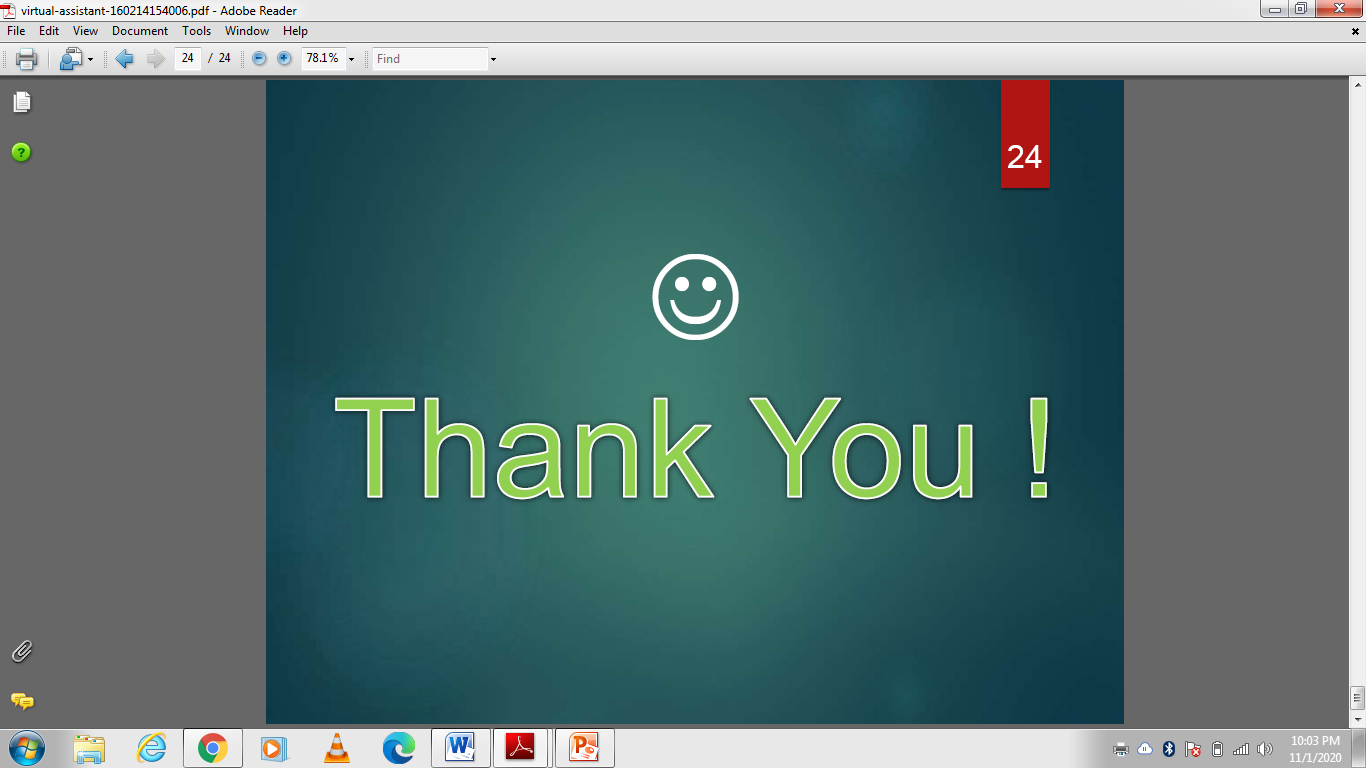 virtual-assistant-160214154006.pdf - Adobe Reader
File Edit View Document Tools Window Help
24 / 24 78.1% Find
24
Thank You !
10:03 PM
11/1/2020